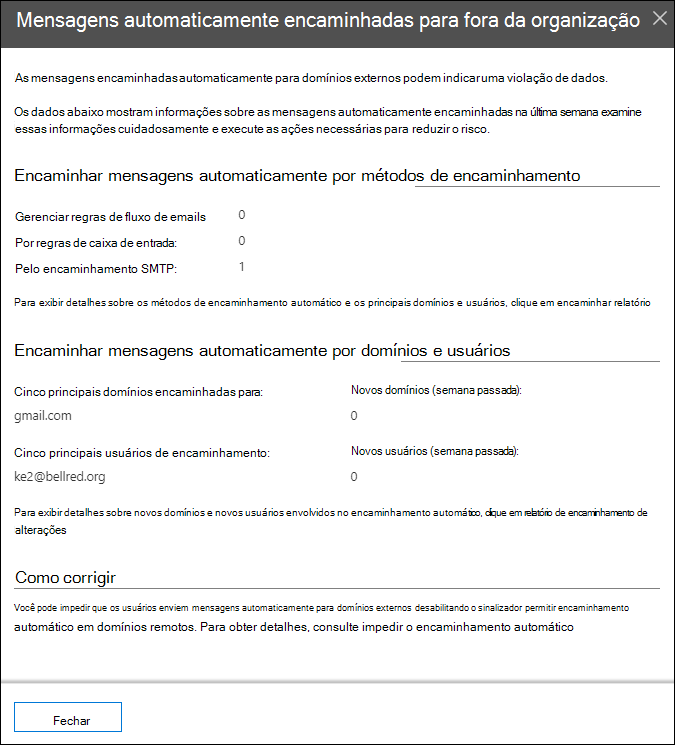 Mensagens automaticamente encaminhadas para fora da organização
As mensagens encaminhadas automaticamente para domínios externos podem indicar uma violação de dados.
Os dados abaixo mostram informações sobre as mensagens automaticamente encaminhadas na última semana examine
essas informações cuidadosamente e execute as ações necessárias para reduzir o risco.
Encaminhar mensagens automaticamente por métodos de encaminhamento
Gerenciar regras de fluxo de emails 0
Por regras de caixa de entrada: 0
Pelo encaminhamento SMTP: 1
Para exibir detalhes sobre os métodos de encaminhamento automático e os principais domínios e usuários, clique em encaminhar relatório
Encaminhar mensagens automaticamente por domínios e usuários
Cinco principais domínios encaminhadas para: Novos domínios (semana passada):
gmail.com 0
Cinco principais usuários de encaminhamento: Novos usuários (semana passada):
ke2@bellred.org 0
Para exibir detalhes sobre novos domínios e novos usuários envolvidos no encaminhamento automático, clique em relatório de encaminhamento de
alterações
Como corrigir
Você pode impedir que os usuários enviem mensagens automaticamente para domínios externos desabilitando o sinalizador permitir encaminhamento
automático em domínios remotos. Para obter detalhes, consulte impedir o encaminhamento automático
Fechar